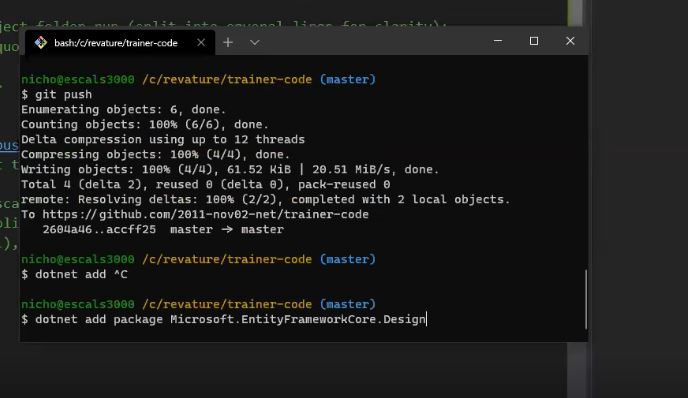 ject folder run (split into several lines for clarity):
quo
bash:/c/revature/trainer-code
nicho@escals3000 /c/revature/trainer-code (master)
$ git push
Enumerating objects: 6, done.
Counting objects: 100% (6/6), done.
Delta compression using up to 12 threads
Compressing objects: 100% (4/4), done.
ous
Writing objects: 100% (4/4), 61.52 KiB | 20.51 MiB/s, done.
t t
Total 4 (delta 2), reused 0 (delta 0), pack-reused 0
remote: Resolving deltas: 100% (2/2), completed with 2 local objects.
sca
To https://github.com/2011-nov02-net/trainer-code
pli
2604a46..accff25 master -> master
),
nicho@escals3000 /c/revature/trainer-code (master)
$ dotnet add ^C
nicho@escals3000 /c/revature/trainer-code (master)
$ dotnet add package Microsoft.EntityFrameworkCore.Design